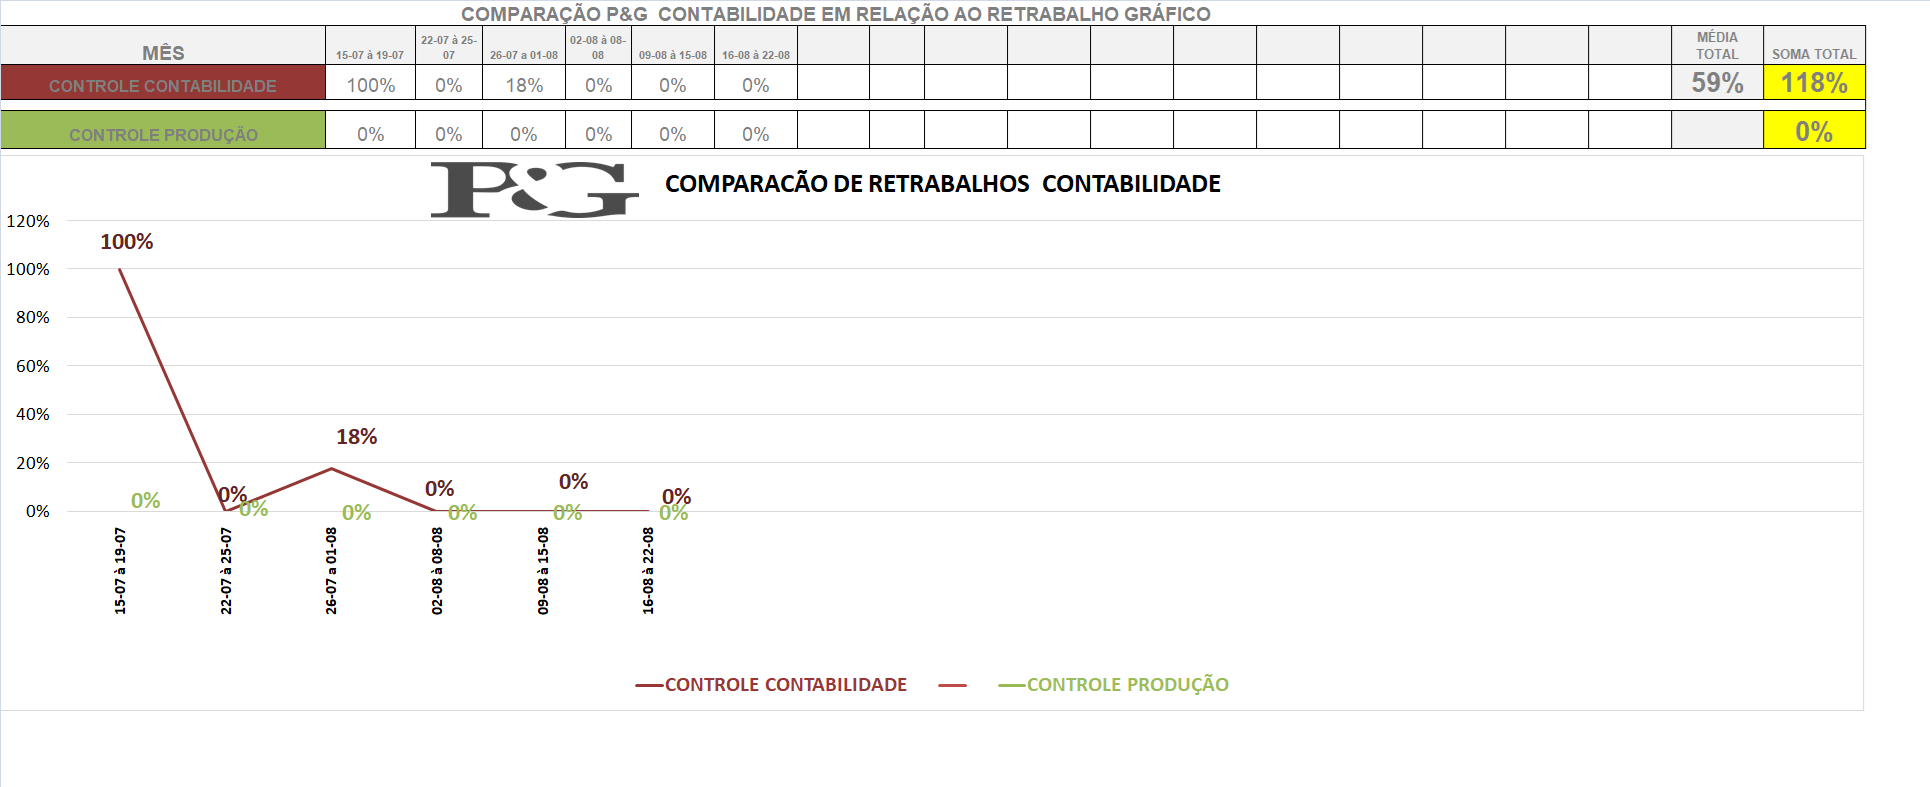 COMPARAÇÃO P&G CONTABILIDADE EM RELAÇÃO AO RETRABALHO GRÁFICO
MÊS 15-07 à 19-07 22-07 à 25-07 26-07 a 01-08 02-08 à 08-08 09-08 à 15-08 16-08 à 22-08 MÉDIA TOTAL SOMA TOTAL
CONTROLE CONTABILIDADE 100% 0% 18% 0% 0% 0% 59% 118%
CONTROLE PRODUÇÃO 0% 0% 0% 0% 0% 0% 0%
P&G COMPARACÃO DE RETRABALHOS CONTABILIDADE
120%
100%
100%
80%
60%
40%
18%
20%
0% 0% 0% 0%
0% 0% 0% 0% 0% 0%
0%
15-07 à 19-07
22-07 à 25-07
26-07 a 01-08
02-08 à 08-08
09-08 à 15-08
16-08 à 22-08
CONTROLE CONTABILIDADE CONTROLE PRODUÇÃO